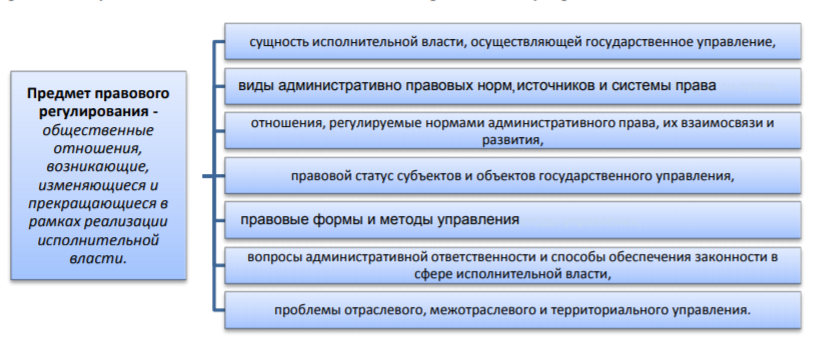 Предмет правового
регулирования -
общественные
отношения,
возникающие,
изменяющиеся и
прекращающиеся в
рамках реализации
исполнительной
власти.
сущность исполнительной власти, осуществляющей государственное управление,
виды административно правовых норм, источников и системы права
отношения, регулируемые нормами административного права, их взаимосвязи и
развития,
правовой статус субъектов и объектов государственного управления,
правовые формы и методы управления
вопросы административной ответственности и способы обеспечения законности в
сфере исполнительной власти,
проблемы отраслевого, межотраслевого и территориального управления.